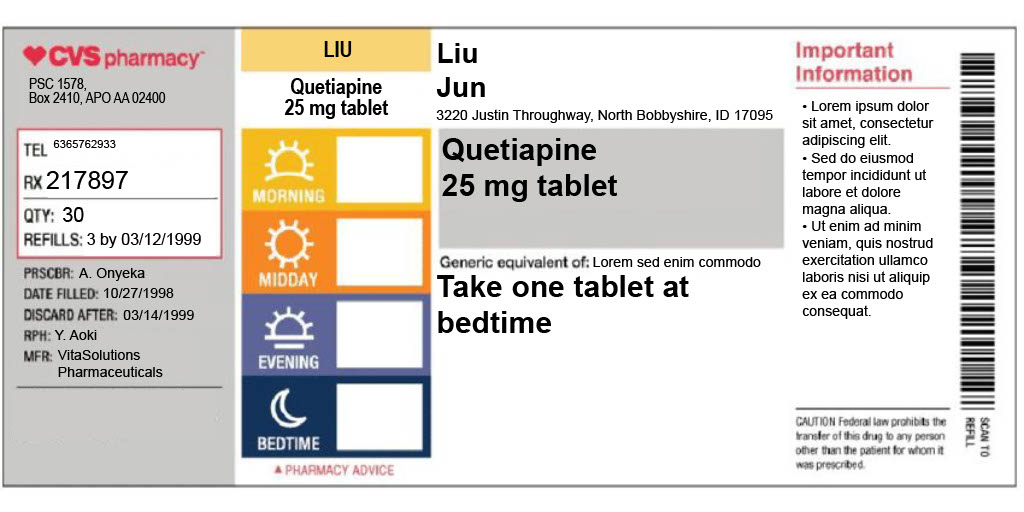 CVS pharmacy
PSC 1578,
Box 2410, APO AA 02400
TEL 6365762933
RX 217897
QTY: 30
REFILLS: 3 by 03/12/1999
PRSCBR: A. Onyeka
DATE FILLED: 10/27/1998
DISCARD AFTER: 03/14/1999
RPH: Y. Aoki
MFR: VitaSolutions
Pharmaceuticals
LIU
Quetiapine
25 mg tablet
MORNING
MIDDAY
EVENING
BEDTIME
▲ PHARMACY ADVICE
Liu
Jun
3220 Justin Throughway, North Bobbyshire, ID 17095
Quetiapine
25 mg tablet
Generic equivalent of: Lorem sed enim commodo
Take one tablet at
bedtime
Important
Information
• Lorem ipsum dolor
sit amet, consectetur
adipiscing elit.
• Sed do eiusmod
tempor incididunt ut
labore et dolore
magna aliqua.
• Ut enim ad minim
veniam, quis nostrud
exercitation ullamco
laboris nisi ut aliquip
ex ea commodo
consequat.
CAUTION Federal law prohibits the
transfer of this drug to any person
other than the patient for whom it
was prescribed.
SCAN TO
REFILL